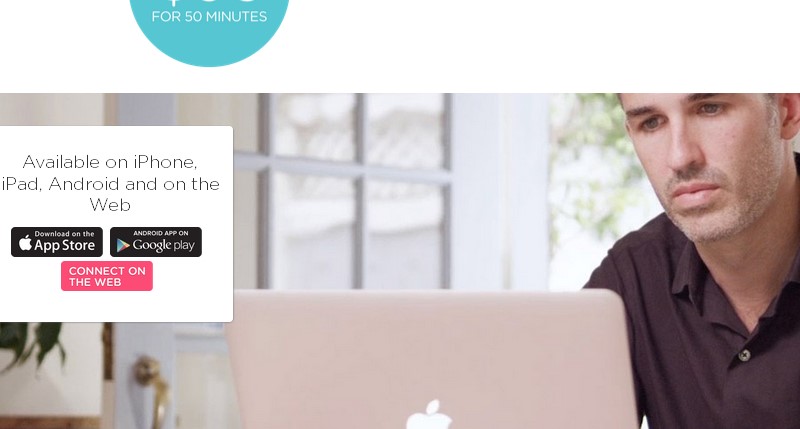 FOR 50 MINUTES
Available on iPhone,
iPad, Android and on the
Web
Download on the
App Store
ANDROID APP ON
Google play
CONNECT ON
THE WEB